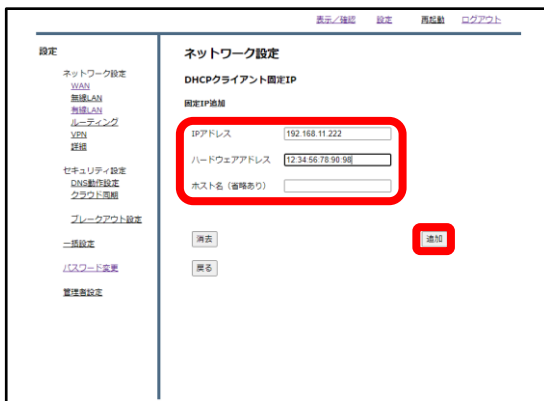 表示／確認 設定 再起動 ログアウト
設定
ネットワーク設定
WAN
無線LAN
有線LAN
ルーティング
VPN
詳細
セキュリティ設定
DNS動作設定
クラウド同期
ブレークアウト設定
一括設定
パスワード変更
管理者設定
ネットワーク設定
DHCPクライアント固定IP
固定IP追加
IPアドレス 192.168.11.222
ハードウェアアドレス 12:34:56:78:90:98
ホスト名（省略あり）
消去 追加
戻る